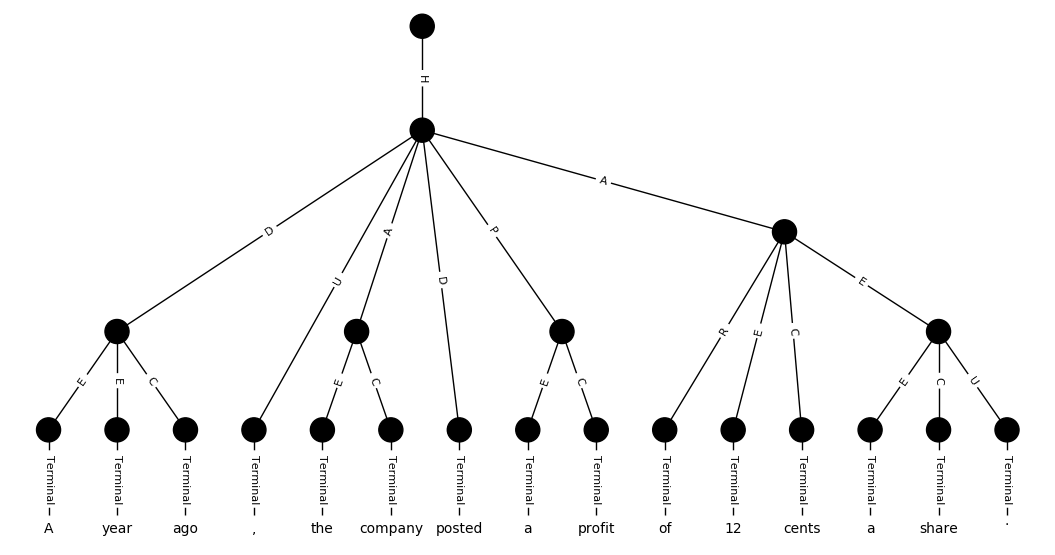 H
A
D
A
P
U
D
E
R
E
C
E
E
C
E
C
E
C
E
C
U
Terminal Terminal Terminal Terminal Terminal Terminal Terminal Terminal Terminal Terminal Terminal Terminal Terminal Terminal Terminal
A year ago , the company posted a profit of 12 cents a share .